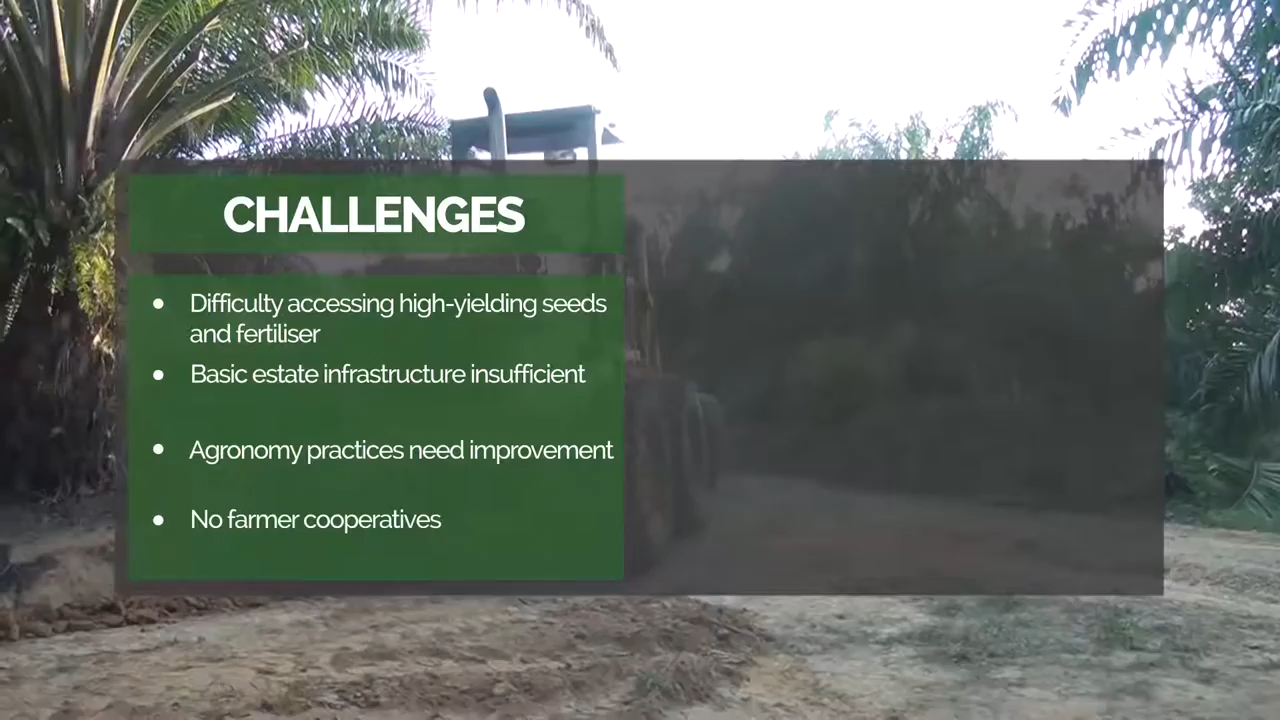 CHALLENGES
• Difficulty accessing high-yielding seeds
and fertiliser
• Basic estate infrastructure insufficient
• Agronomy practices need improvement
• No farmer cooperatives